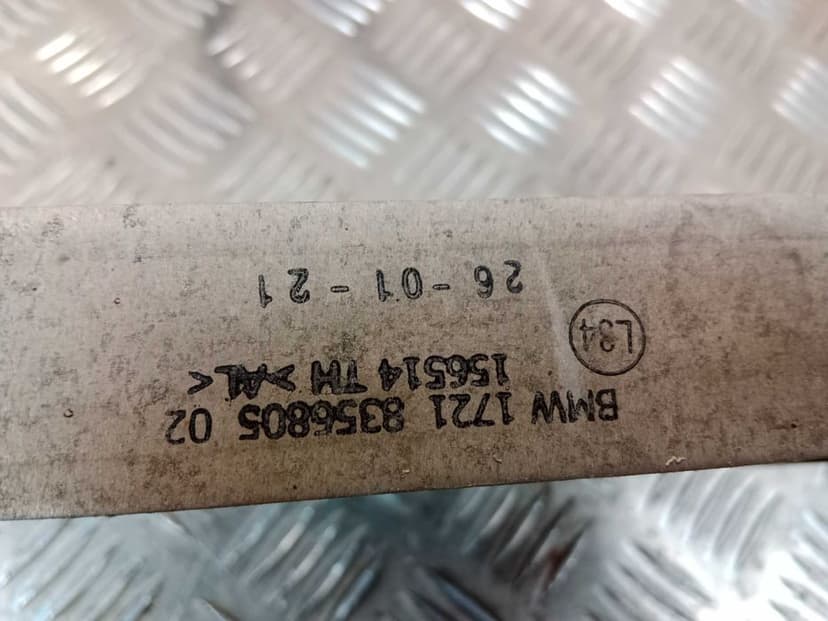 BMW 1721 8356805 02
156514 TH >AL<
L34
26-01-21